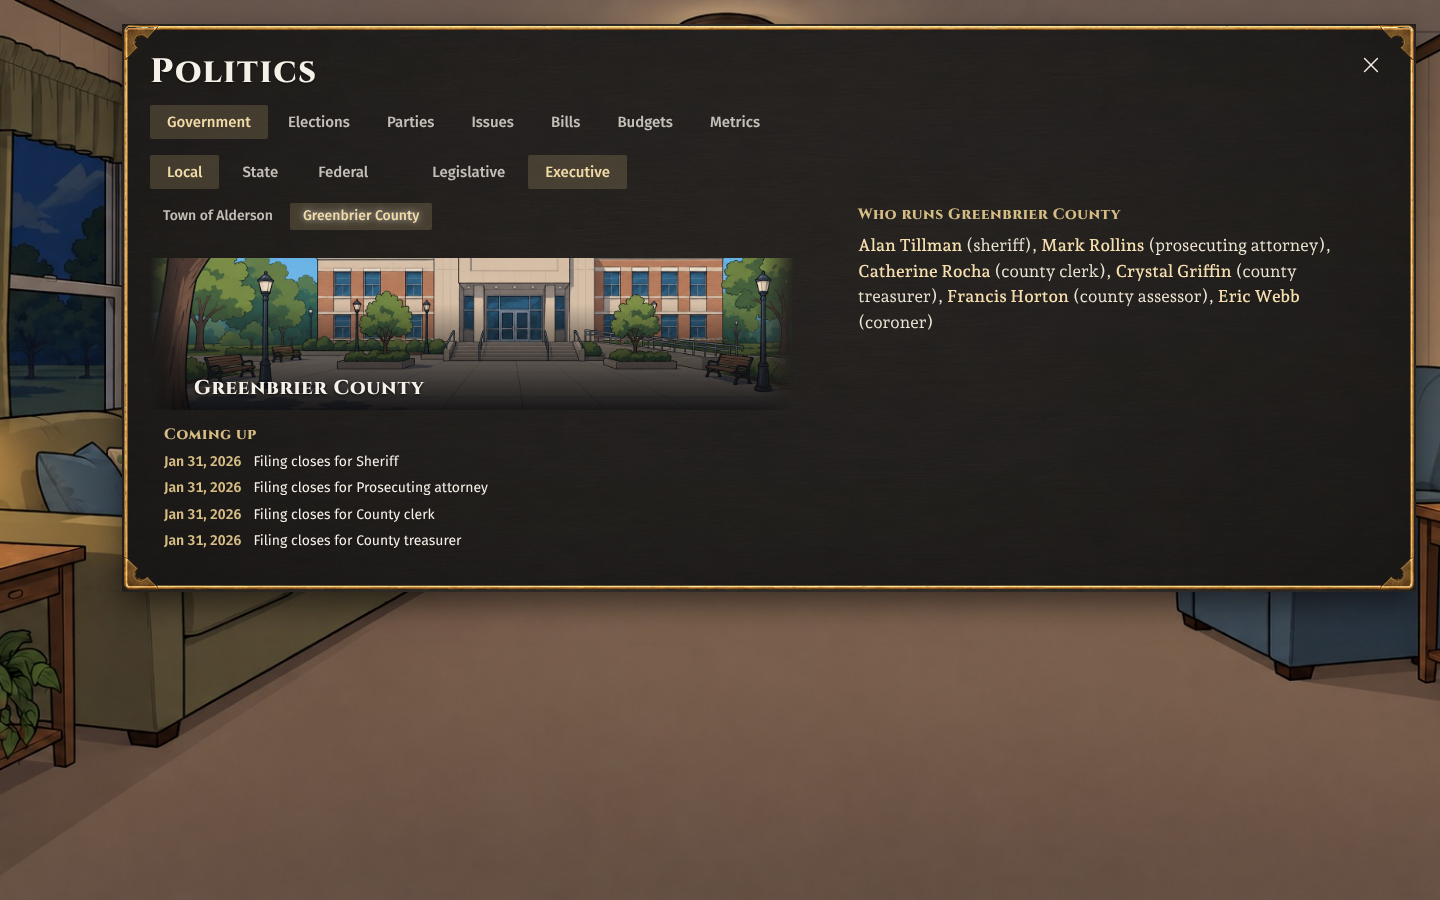 Politics
Government Elections Parties Issues Bills Budgets Metrics
Local State Federal Legislative Executive
Town of Alderson Greenbrier County
Greenbrier County
Coming up
Jan 31, 2026 Filing closes for Sheriff
Jan 31, 2026 Filing closes for Prosecuting attorney
Jan 31, 2026 Filing closes for County clerk
Jan 31, 2026 Filing closes for County treasurer
Who runs Greenbrier County
Alan Tillman (sheriff), Mark Rollins (prosecuting attorney),
Catherine Rocha (county clerk), Crystal Griffin (county
treasurer), Francis Horton (county assessor), Eric Webb
(coroner)